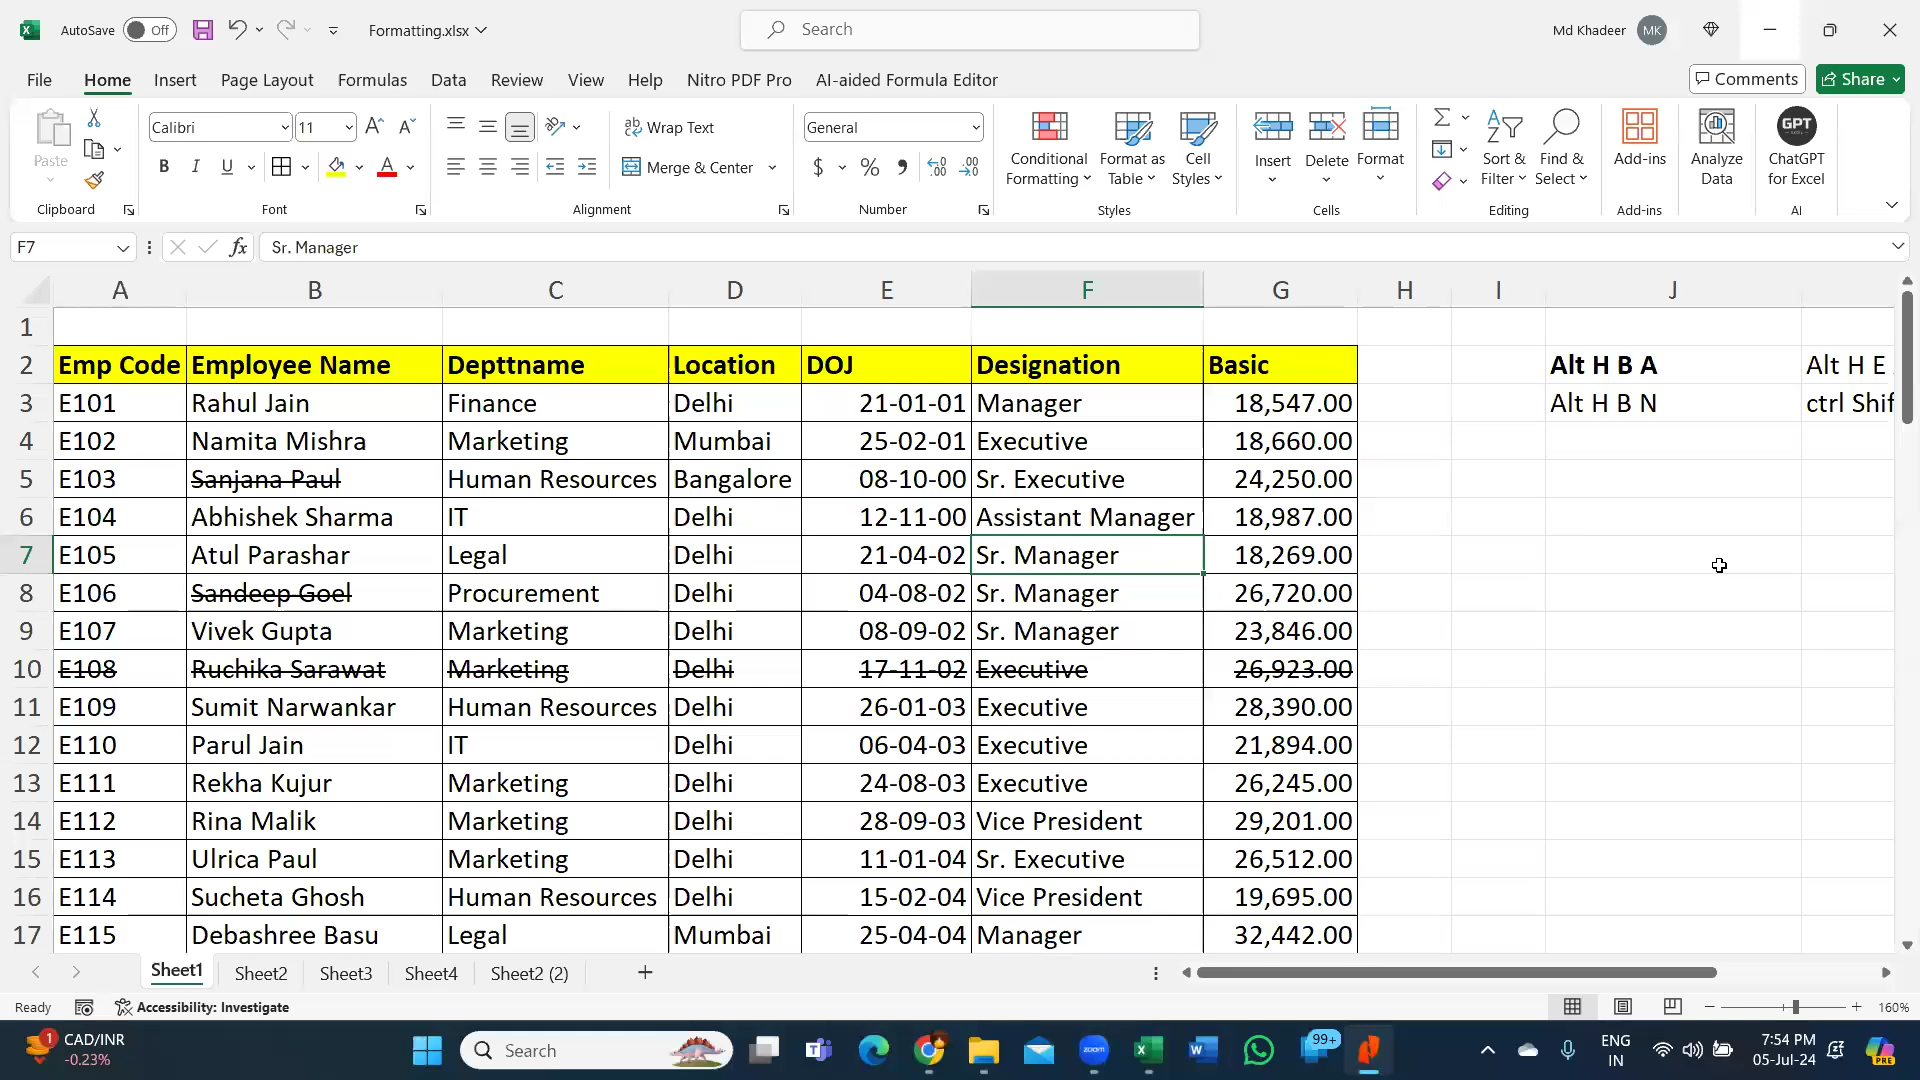 AutoSave Off Formatting.xlsx Search Md Khadeer MK
File Home Insert Page Layout Formulas Data Review View Help Nitro PDF Pro AI-aided Formula Editor Comments Share
Paste Calibri 11 Wrap Text General Conditional Formatting Format as Table Cell Styles Insert Delete Format Sort & Filter Find & Select Add-ins Analyze Data GPT ChatGPT for Excel
B I U Merge & Center $ %
Clipboard Font Alignment Number Styles Cells Editing Add-ins AI
F7 fx Sr. Manager
A B C D E F G H I J
1
2 Emp Code Employee Name Depttname Location DOJ Designation Basic Alt H B A Alt H E
3 E101 Rahul Jain Finance Delhi 21-01-01 Manager 18,547.00 Alt H B N ctrl Shif
4 E102 Namita Mishra Marketing Mumbai 25-02-01 Executive 18,660.00
5 E103 Sanjana Paul Human Resources Bangalore 08-10-00 Sr. Executive 24,250.00
6 E104 Abhishek Sharma IT Delhi 12-11-00 Assistant Manager 18,987.00
7 E105 Atul Parashar Legal Delhi 21-04-02 Sr. Manager 18,269.00
8 E106 Sandeep Goel Procurement Delhi 04-08-02 Sr. Manager 26,720.00
9 E107 Vivek Gupta Marketing Delhi 08-09-02 Sr. Manager 23,846.00
10 E108 Ruchika Sarawat Marketing Delhi 17-11-02 Executive 26,923.00
11 E109 Sumit Narwankar Human Resources Delhi 26-01-03 Executive 28,390.00
12 E110 Parul Jain IT Delhi 06-04-03 Executive 21,894.00
13 E111 Rekha Kujur Marketing Delhi 24-08-03 Executive 26,245.00
14 E112 Rina Malik Marketing Delhi 28-09-03 Vice President 29,201.00
15 E113 Ulrica Paul Marketing Delhi 11-01-04 Sr. Executive 26,512.00
16 E114 Sucheta Ghosh Human Resources Delhi 15-02-04 Vice President 19,695.00
17 E115 Debashree Basu Legal Mumbai 25-04-04 Manager 32,442.00
Sheet1 Sheet2 Sheet3 Sheet4 Sheet2 (2)
Ready Accessibility: Investigate 160%
1 CAD/INR
-0.23%
Search zoom 99+ ENG
IN
7:54 PM
05-Jul-24
PRE